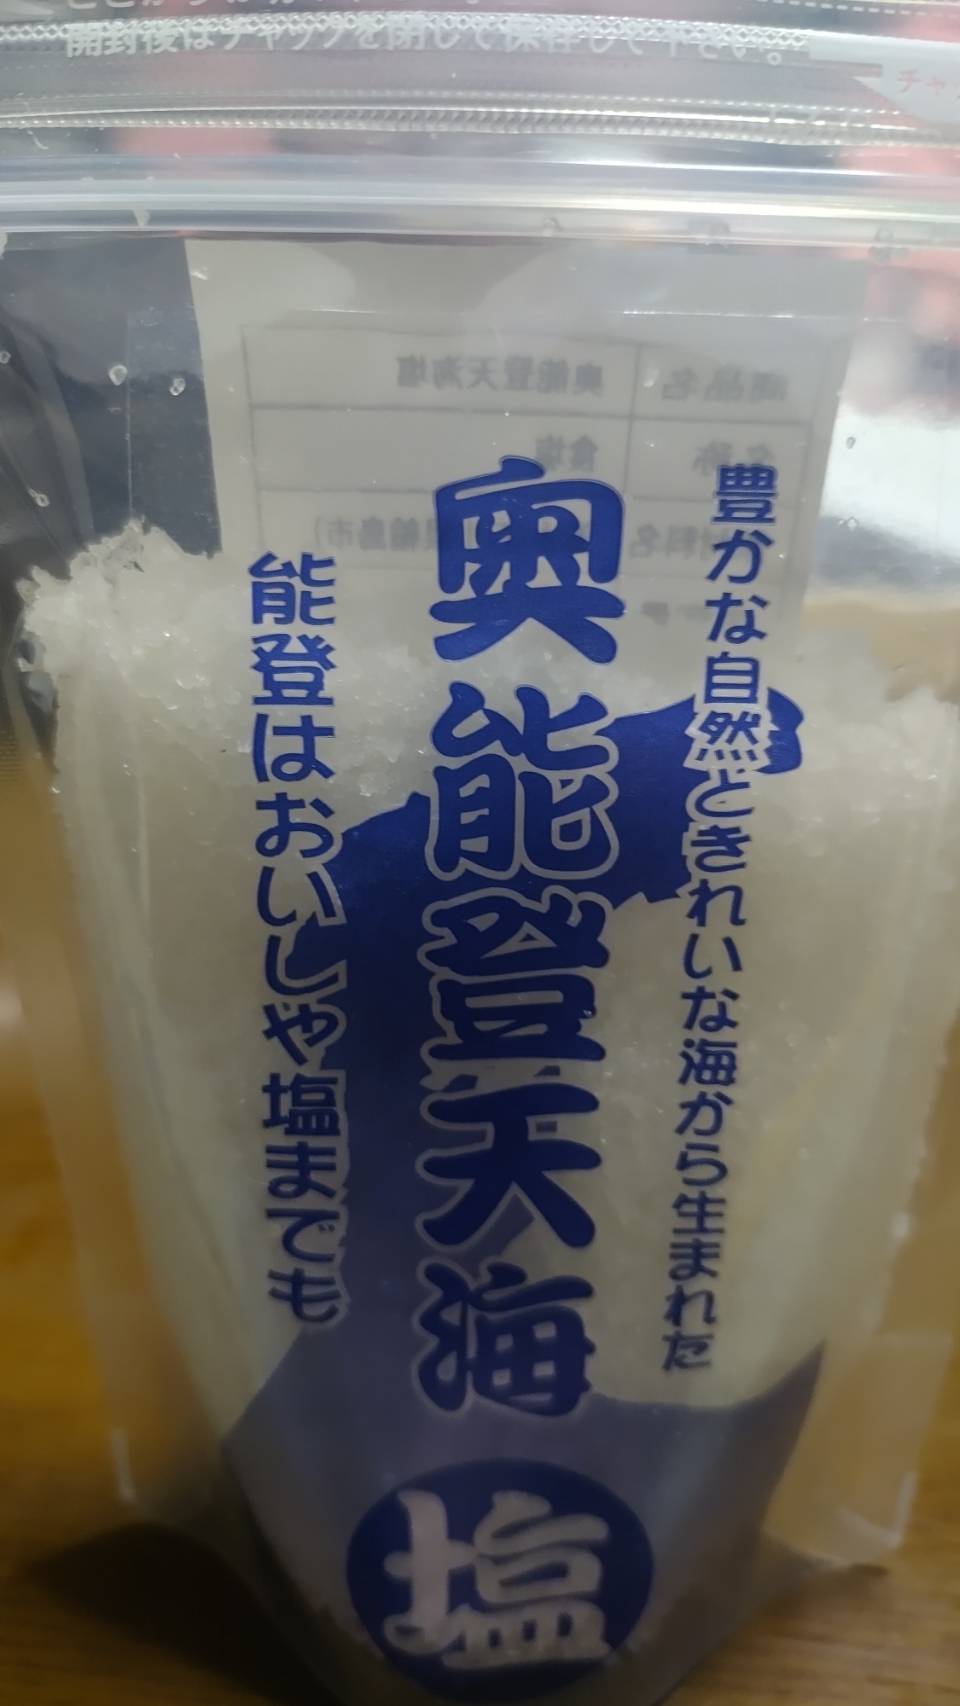 開封後はチャックを閉じて保存して下さい。
豊かな自然ときれいな海から生まれた
奥能登天海
塩
能登はおいしや塩までも
商品名 奥能登天海塩
名称 食塩
輪島市)